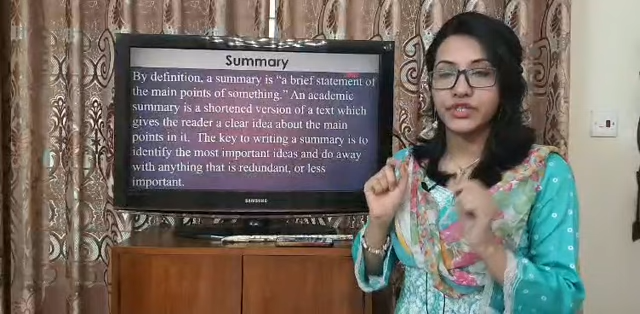 Summary
By definition, a summary is "a brief statement of
the main points of something." An academic
summary is a shortened version of a text which
gives the reader a clear idea about the main
points in it. The key to writing a summary is to
identify the most important ideas and do away
with anything that is redundant, or less
important.
SAMSUNG